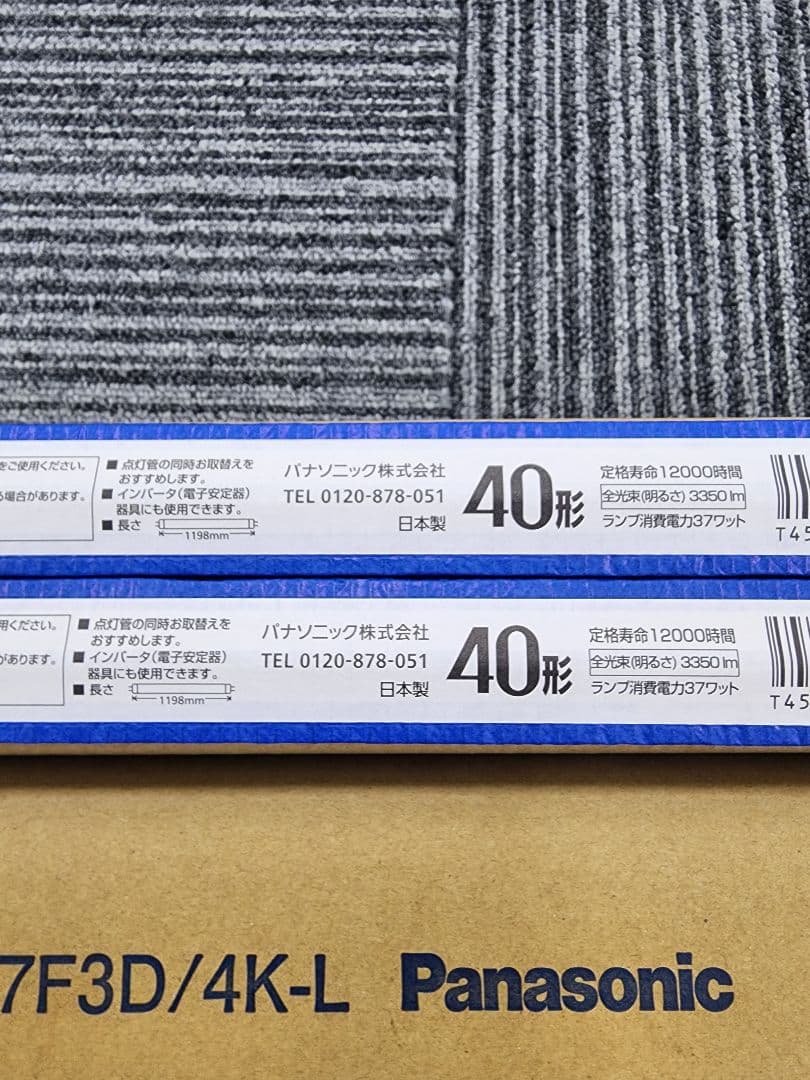 をご使用ください。
る場合があります。
■ 点灯管の同時お取替えを
おすすめします。
■ インバータ(電子安定器)
器具にも使用できます。
■ 長さ
1198mm
パナソニック株式会社
TEL 0120-878-051
日本製
40形
定格寿命12000時間
全光束(明るさ) 3350 lm
ランプ消費電力37ワット
T45
用ください。
があります。
■ 点灯管の同時お取替えを
おすすめします。
■ インバータ(電子安定器)
器具にも使用できます。
■ 長さ
1198mm
パナソニック株式会社
TEL 0120-878-051
日本製
40形
定格寿命12000時間
全光束(明るさ) 3350 lm
ランプ消費電力37ワット
T45
7F3D/4K-L Panasonic